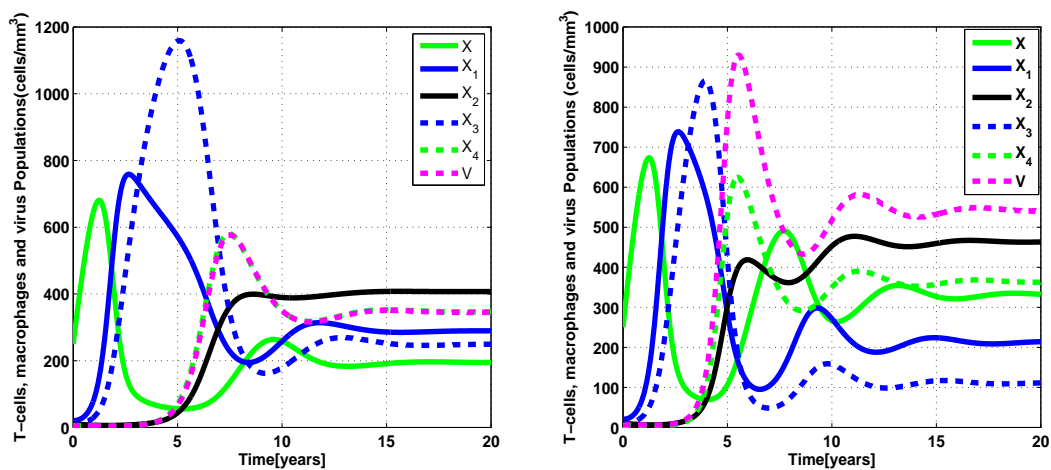 T-cells, macrophages and virus Populations(cells/mm³)
1200
1000
800
600
400
200
0
0 5 10 15 20
Time[years]
X
X₁
X₂
X₃
X₄
V
T-cells, macrophages and virus Populations (cells/mm³)
1000
900
800
700
600
500
400
300
200
100
0
0 5 10 15 20
Time[years]
X
X₁
X₂
X₃
X₄
V